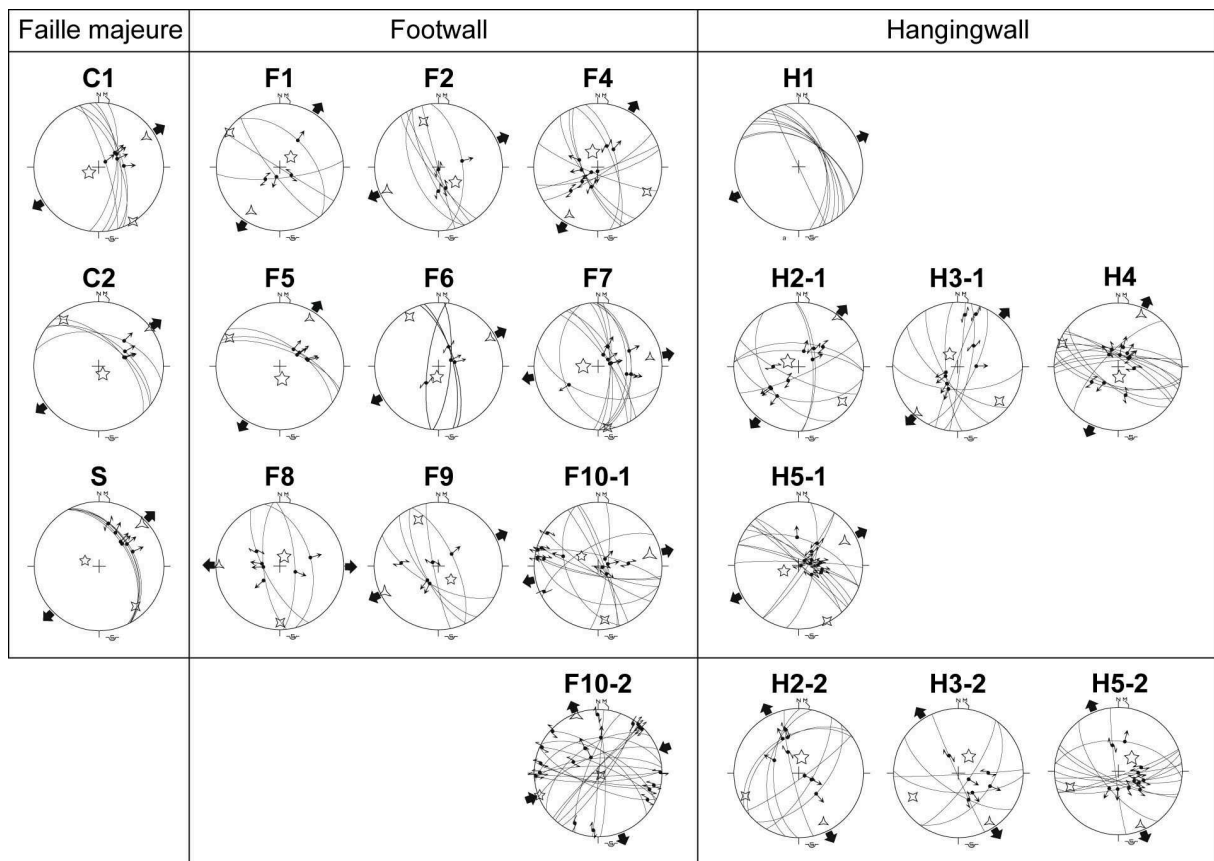 Faille majeure Footwall Hangingwall
C1 F1 F2 F4 H1
N M N M N M N M N M
S S S S a S
C2 F5 F6 F7 H2-1 H3-1 H4
N M N M N M N M N M N M N M
S S S S S S S
S F8 F9 F10-1 H5-1
N M N M N M N M N M
S S S S S
F10-2 H2-2 H3-2 H5-2
N M N M N M N M
S S S S